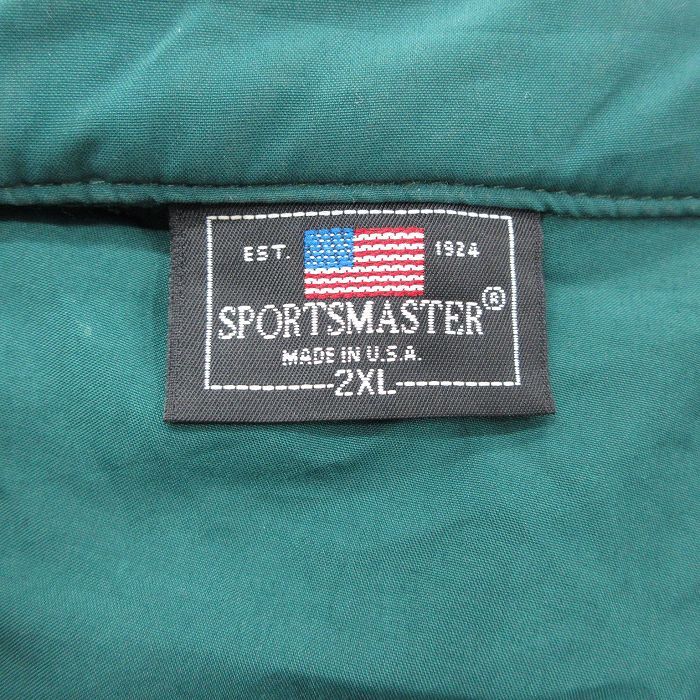 EST. 1924
SPORTSMASTER®
MADE IN U.S.A.
2XL